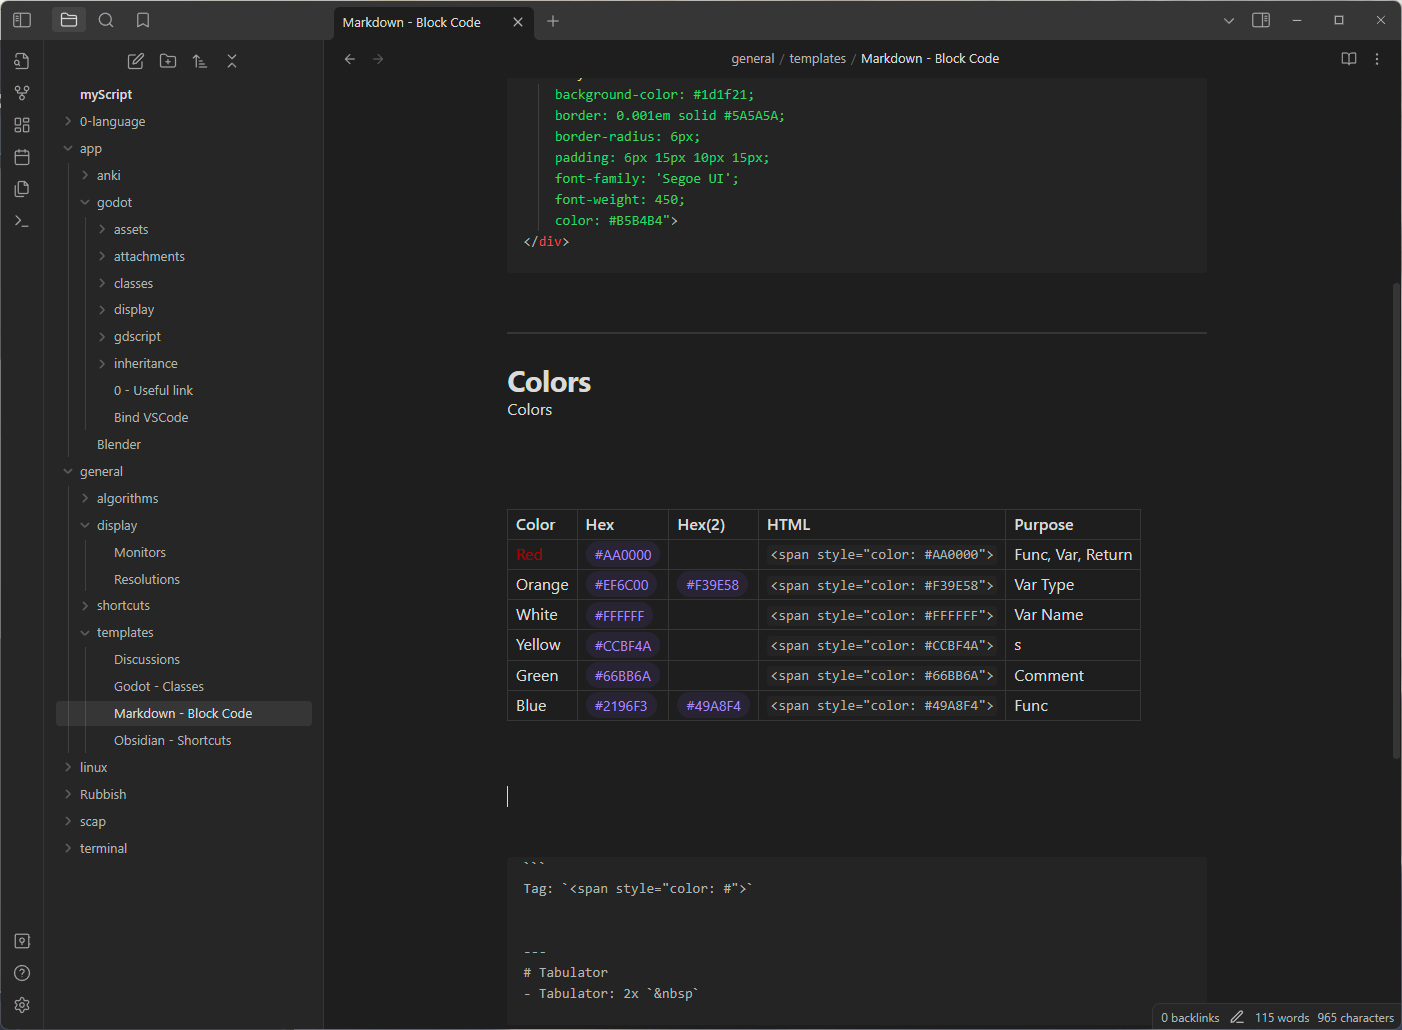 Markdown - Block Code
general / templates / Markdown - Block Code
myScript
0-language
app
anki
godot
assets
attachments
classes
display
gdscript
inheritance
0 - Useful link
Bind VSCode
Blender
general
algorithms
display
Monitors
Resolutions
shortcuts
templates
Discussions
Godot - Classes
Markdown - Block Code
Obsidian - Shortcuts
linux
Rubbish
scap
terminal
background-color: #1d1f21;
border: 0.001em solid #5A5A5A;
border-radius: 6px;
padding: 6px 15px 10px 15px;
font-family: 'Segoe UI';
font-weight: 450;
color: #B5B4B4">
</div>
Colors
Colors
Color Hex Hex(2) HTML Purpose
Red #AA0000 <span style="color: #AA0000"> Func, Var, Return
Orange #EF6C00 #F39E58 <span style="color: #F39E58"> Var Type
White #FFFFFF <span style="color: #FFFFFF"> Var Name
Yellow #CCBF4A <span style="color: #CCBF4A"> s
Green #66BB6A <span style="color: #66BB6A"> Comment
Blue #2196F3 #49A8F4 <span style="color: #49A8F4"> Func
```
Tag: `<span style="color: #">`
---
# Tabulator
- Tabulator: 2x `&nbsp`
0 backlinks 115 words 965 characters